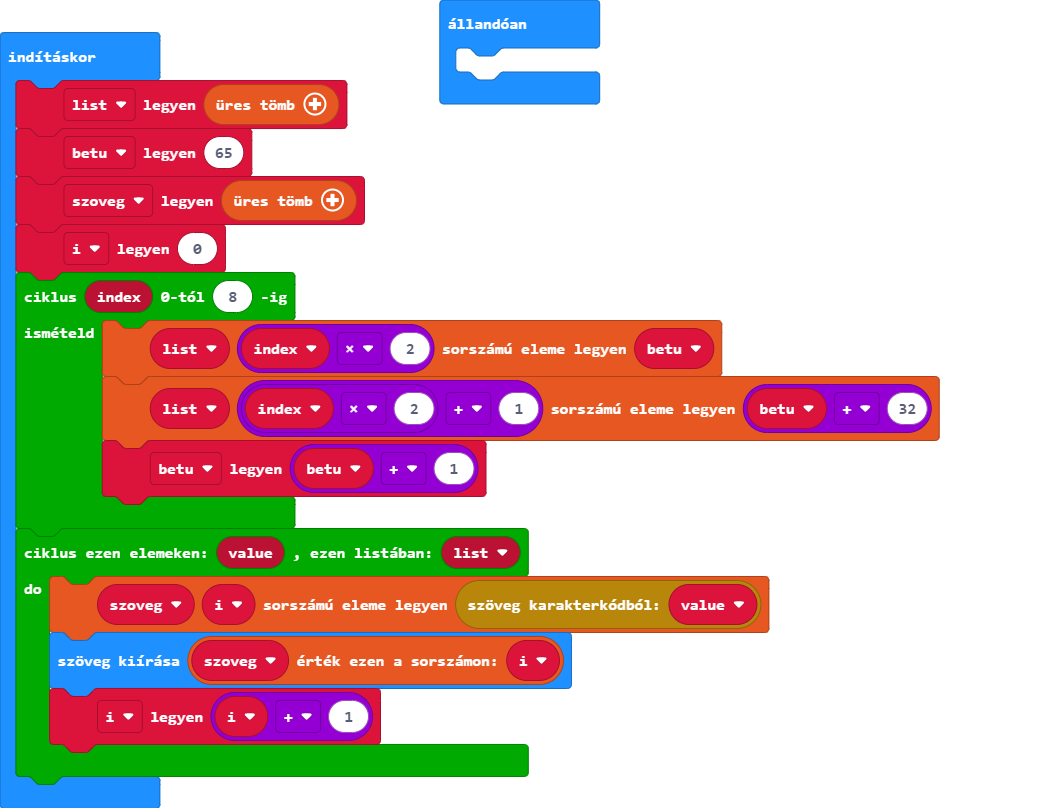 állandóan
indításkor
list legyen üres tömb
betu legyen 65
szoveg legyen üres tömb
i legyen 0
ciklus index 0-tól 8 -ig
ismételd
list index × 2 sorszámú eleme legyen betu
list index × 2 + 1 sorszámú eleme legyen betu + 32
betu legyen betu + 1
ciklus ezen elemeken: value , ezen listában: list
do
szoveg i sorszámú eleme legyen szöveg karakterkódból: value
szöveg kiírása szoveg érték ezen a sorszámon: i
i legyen i + 1